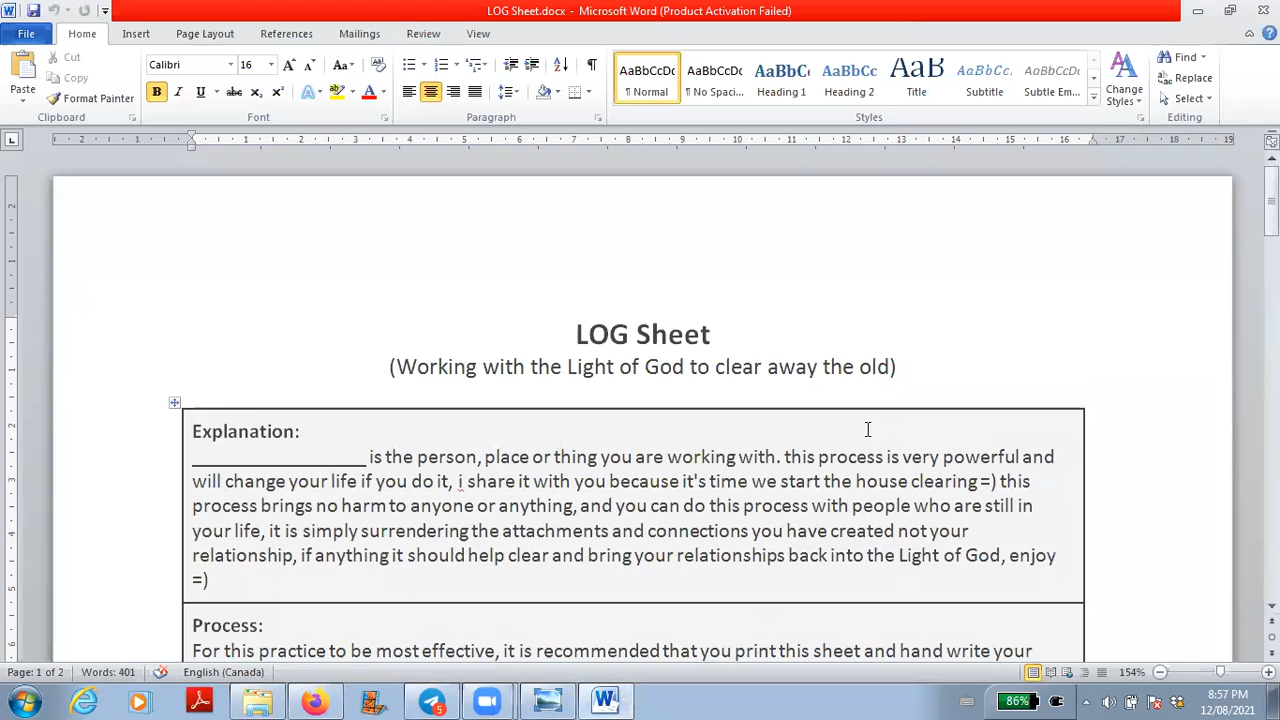 LOG Sheet.docx - Microsoft Word (Product Activation Failed)
File Home Insert Page Layout References Mailings Review View
Paste
Cut
Copy
Format Painter
Clipboard
Calibri 16
Font
Paragraph
AaBbCcDc AaBbCcDc AaBbC AaBbCc AaB AaBbCcL AaBbCcDc
¶ Normal ¶ No Spaci... Heading 1 Heading 2 Title Subtitle Subtle Em...
Change Styles
Styles
Find
Replace
Select
Editing
LOG Sheet
(Working with the Light of God to clear away the old)
Explanation:
_________________ is the person, place or thing you are working with. this process is very powerful and
will change your life if you do it, i share it with you because it's time we start the house clearing =) this
process brings no harm to anyone or anything, and you can do this process with people who are still in
your life, it is simply surrendering the attachments and connections you have created not your
relationship, if anything it should help clear and bring your relationships back into the Light of God, enjoy
=)
Process:
For this practice to be most effective, it is recommended that you print this sheet and hand write your
Page: 1 of 2 Words: 401 English (Canada) 154%
5 86% 8:57 PM
12/08/2021